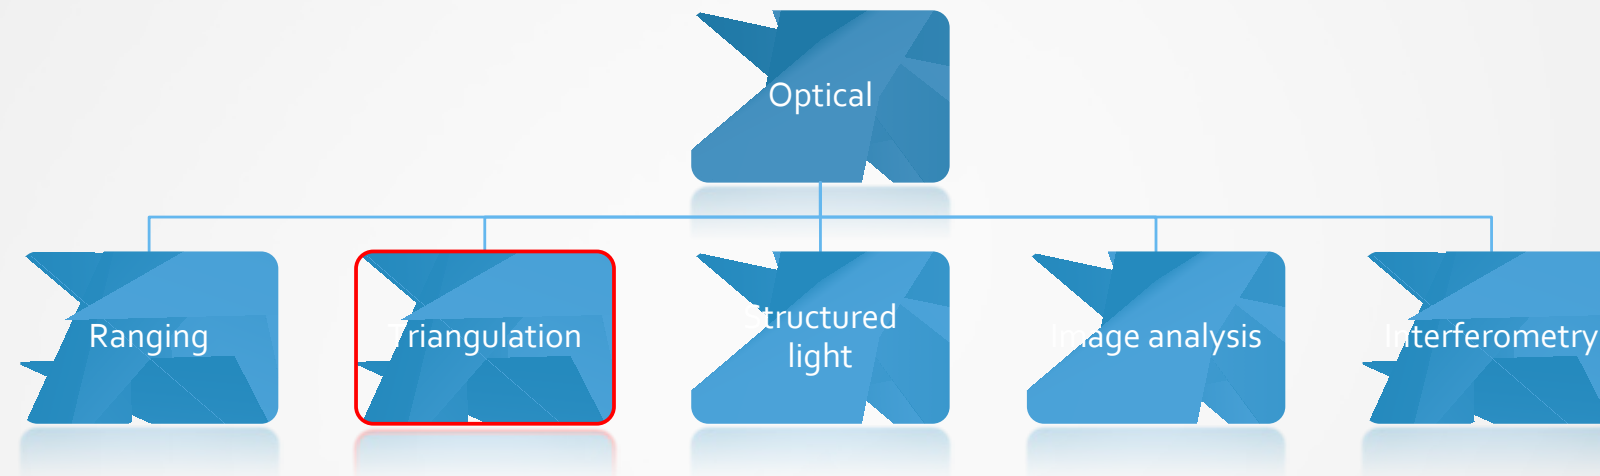 Optical
Ranging
Triangulation
Structured
light
Image analysis
Interferometry